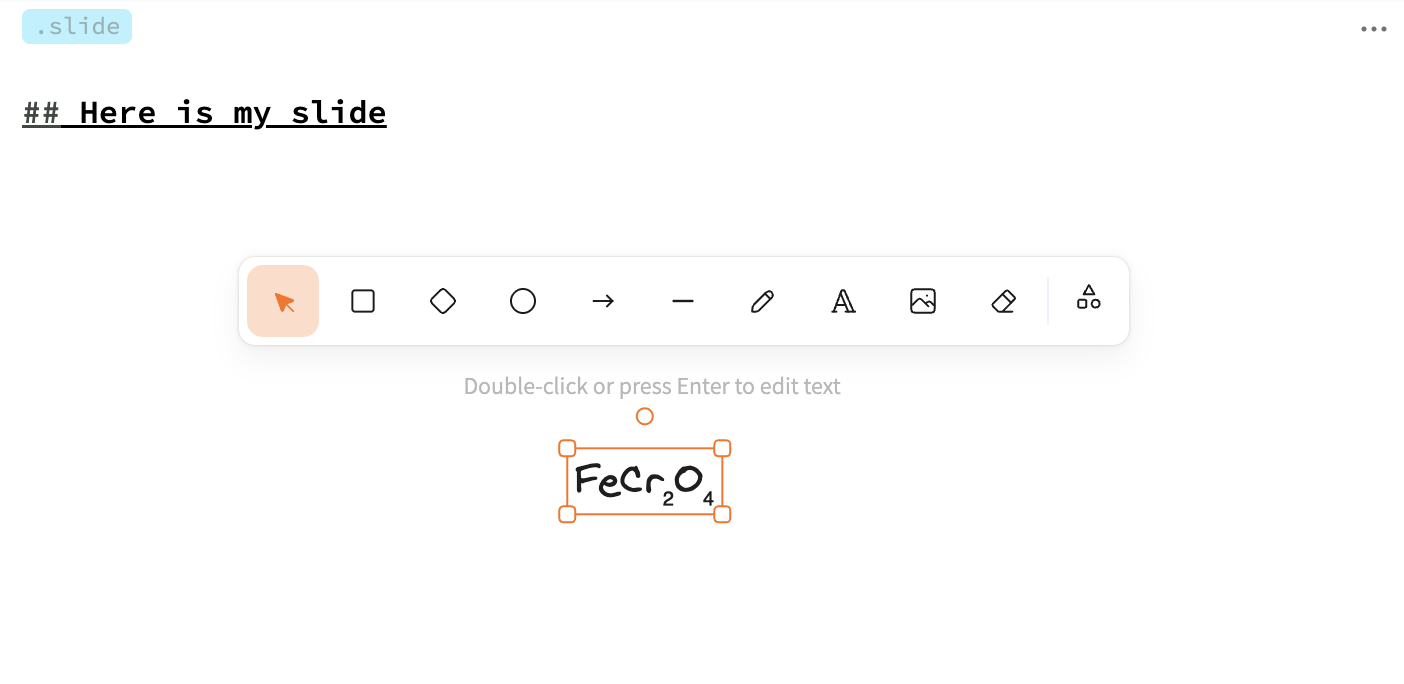 .slide
## Here is my slide
Double-click or press Enter to edit text
FeCr₂O₄